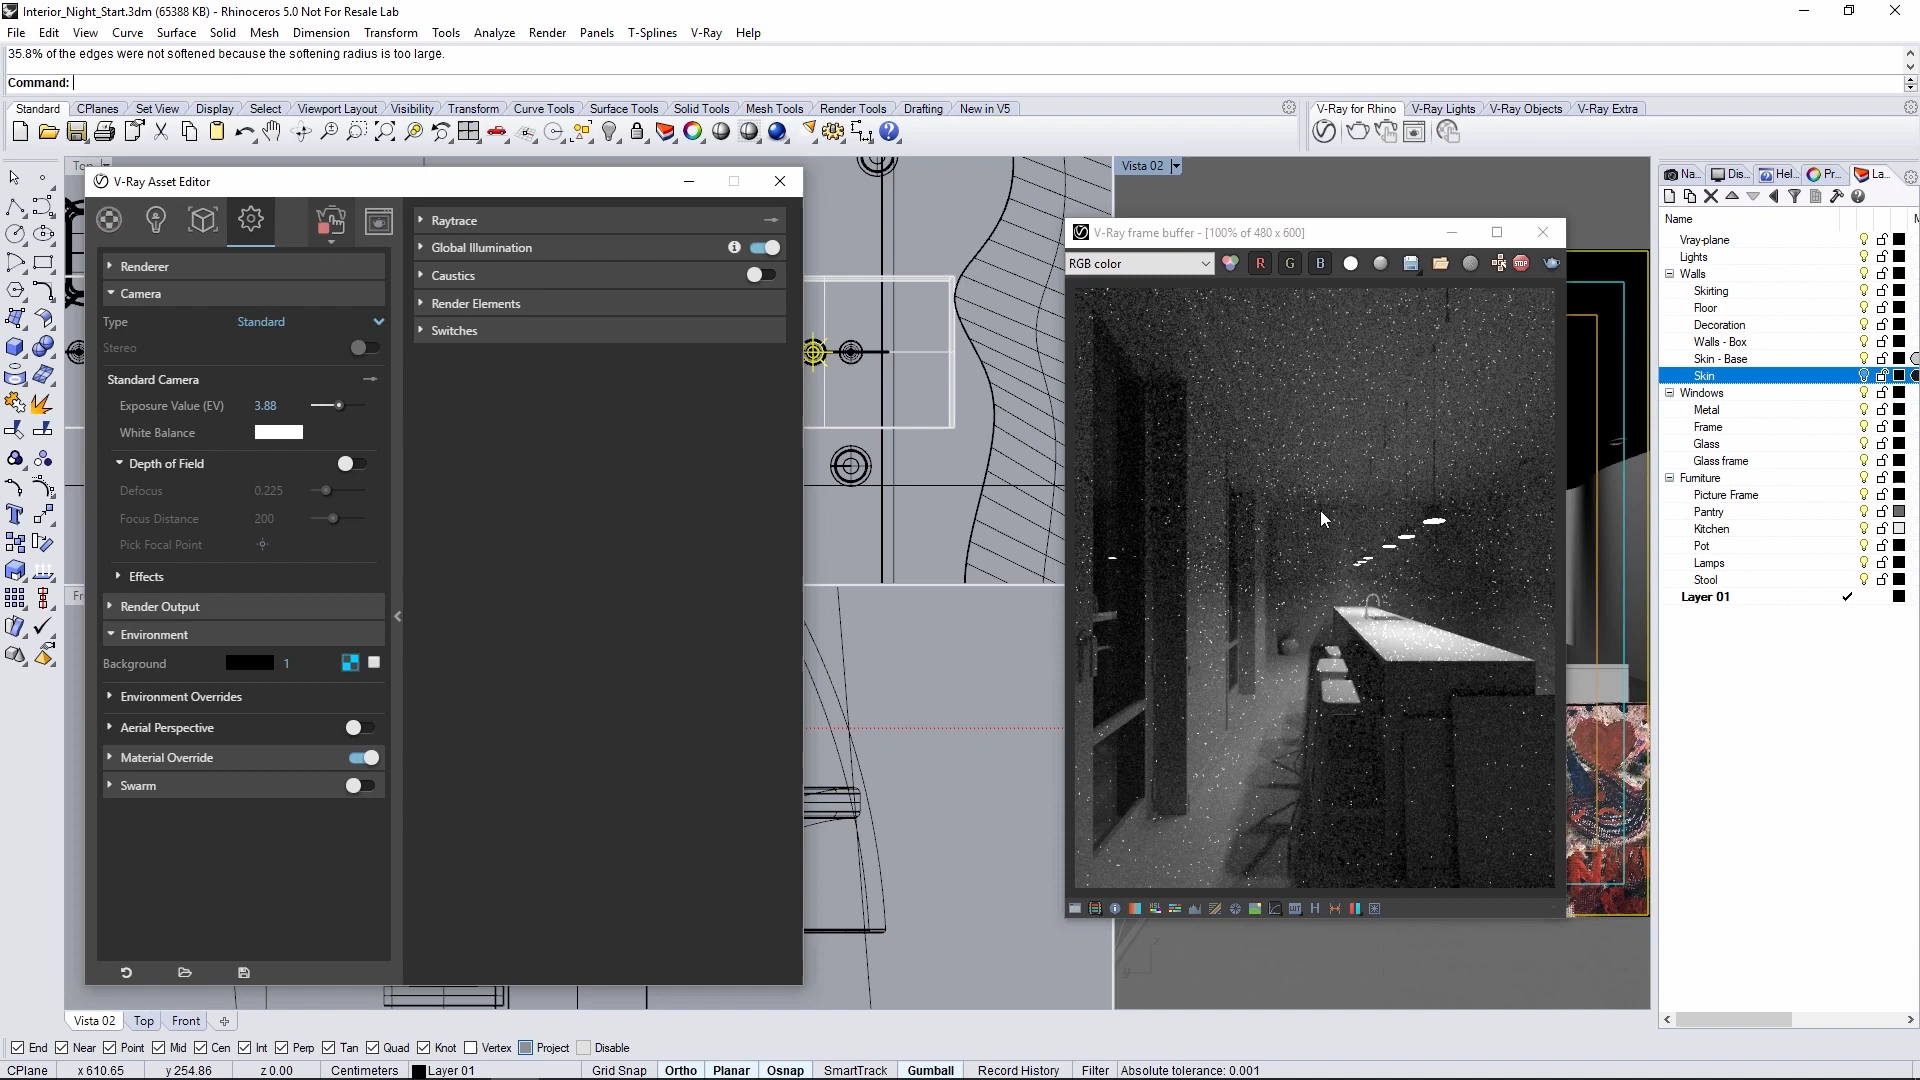 Interior_Night_Start.3dm (65388 KB) - Rhinoceros 5.0 Not For Resale Lab
File Edit View Curve Surface Solid Mesh Dimension Transform Tools Analyze Render Panels T-Splines V-Ray Help
35.8% of the edges were not softened because the softening radius is too large.
Command:
Standard CPlanes Set View Display Select Viewport Layout Visibility Transform Curve Tools Surface Tools Solid Tools Mesh Tools Render Tools Drafting New in V5
V-Ray for Rhino V-Ray Lights V-Ray Objects V-Ray Extra
Vista 02
Na... Dis... Hel... Pr... La...
V-Ray Asset Editor
Renderer
Camera
Type Standard
Stereo
Standard Camera
Exposure Value (EV) 3.88
White Balance
Depth of Field
Defocus 0.225
Focus Distance 200
Pick Focal Point
Effects
Render Output
Environment
Background 1
Environment Overrides
Aerial Perspective
Material Override
Swarm
Raytrace
Global Illumination
Caustics
Render Elements
Switches
V-Ray frame buffer - [100% of 480 x 600]
RGB color R G B STOP
Name
Vray-plane
Lights
Walls
Skirting
Floor
Decoration
Walls - Box
Skin - Base
Skin
Windows
Metal
Frame
Glass
Glass frame
Furniture
Picture Frame
Pantry
Kitchen
Pot
Lamps
Stool
Layer 01
Vista 02 Top Front
End Near Point Mid Cen Int Perp Tan Quad Knot Vertex Project Disable
CPlane x 610.65 y 254.86 z 0.00 Centimeters Layer 01 Grid Snap Ortho Planar Osnap SmartTrack Gumball Record History Filter Absolute tolerance: 0.001